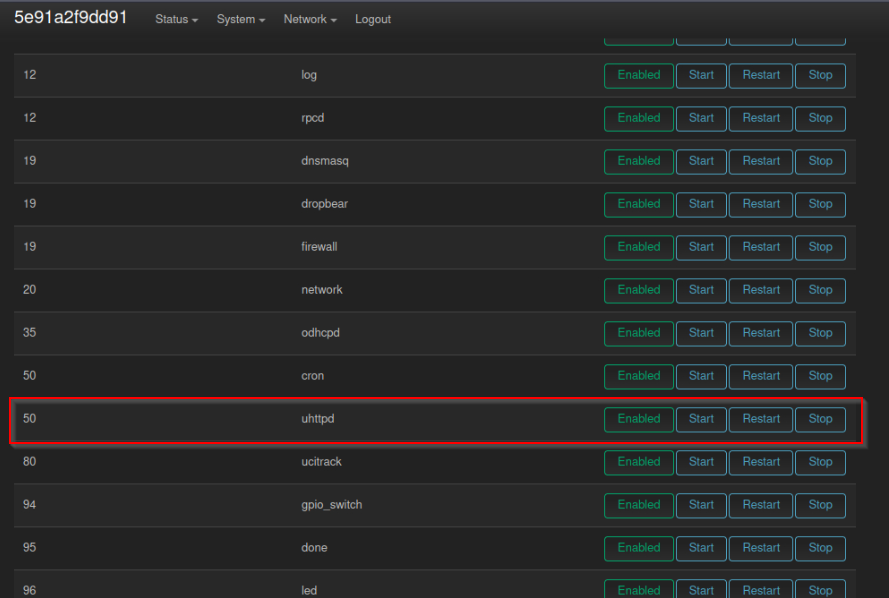 5e91a2f9dd91 Status System Network Logout
12 log Enabled Start Restart Stop
12 rpcd Enabled Start Restart Stop
19 dnsmasq Enabled Start Restart Stop
19 dropbear Enabled Start Restart Stop
19 firewall Enabled Start Restart Stop
20 network Enabled Start Restart Stop
35 odhcpd Enabled Start Restart Stop
50 cron Enabled Start Restart Stop
50 uhttpd Enabled Start Restart Stop
80 ucitrack Enabled Start Restart Stop
94 gpio_switch Enabled Start Restart Stop
95 done Enabled Start Restart Stop
96 led Enabled Start Restart Stop